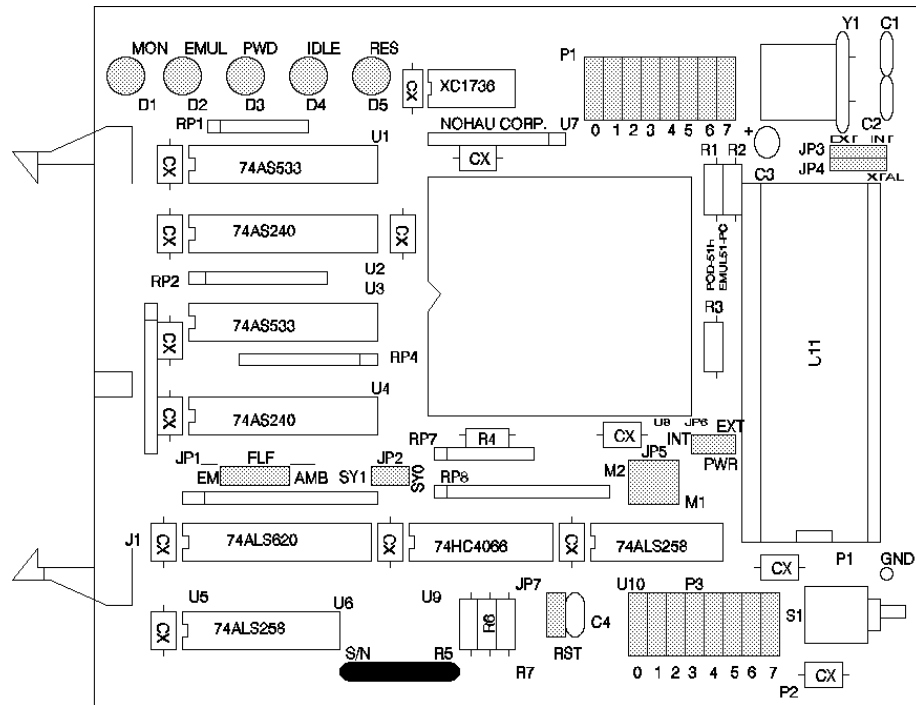 MON EMUL PWD IDLE RES
D1 D2 D3 D4 D5
CX XC1736
P1
0 1 2 3 4 5 6 7
Y1 C1
C2
+
C3
EXT INT
JP3
JP4
XTAL
RP1
U1
CX 74AS533
NOHAU CORP. U7
CX
R1 R2
CX 74AS240 CX
POD-51h
EMUL51-PC
RP2
U2
U3
CX 74AS533
RP4
R3
U11
U4
CX 74AS240
RP7 R4
CX
U8 JP6 EXT
INT
PWR
JP1 FLF
EM AMB
SY1 JP2 SY0
RP8
M2 JP5
M1
J1 CX 74ALS620
CX 74HC4066
CX 74ALS258
CX P1 GND
U5 U6
CX 74ALS258
U9 R6
JP7
C4
RST
U10 P3
0 1 2 3 4 5 6 7
S1
S/N R5
R7
P2 CX